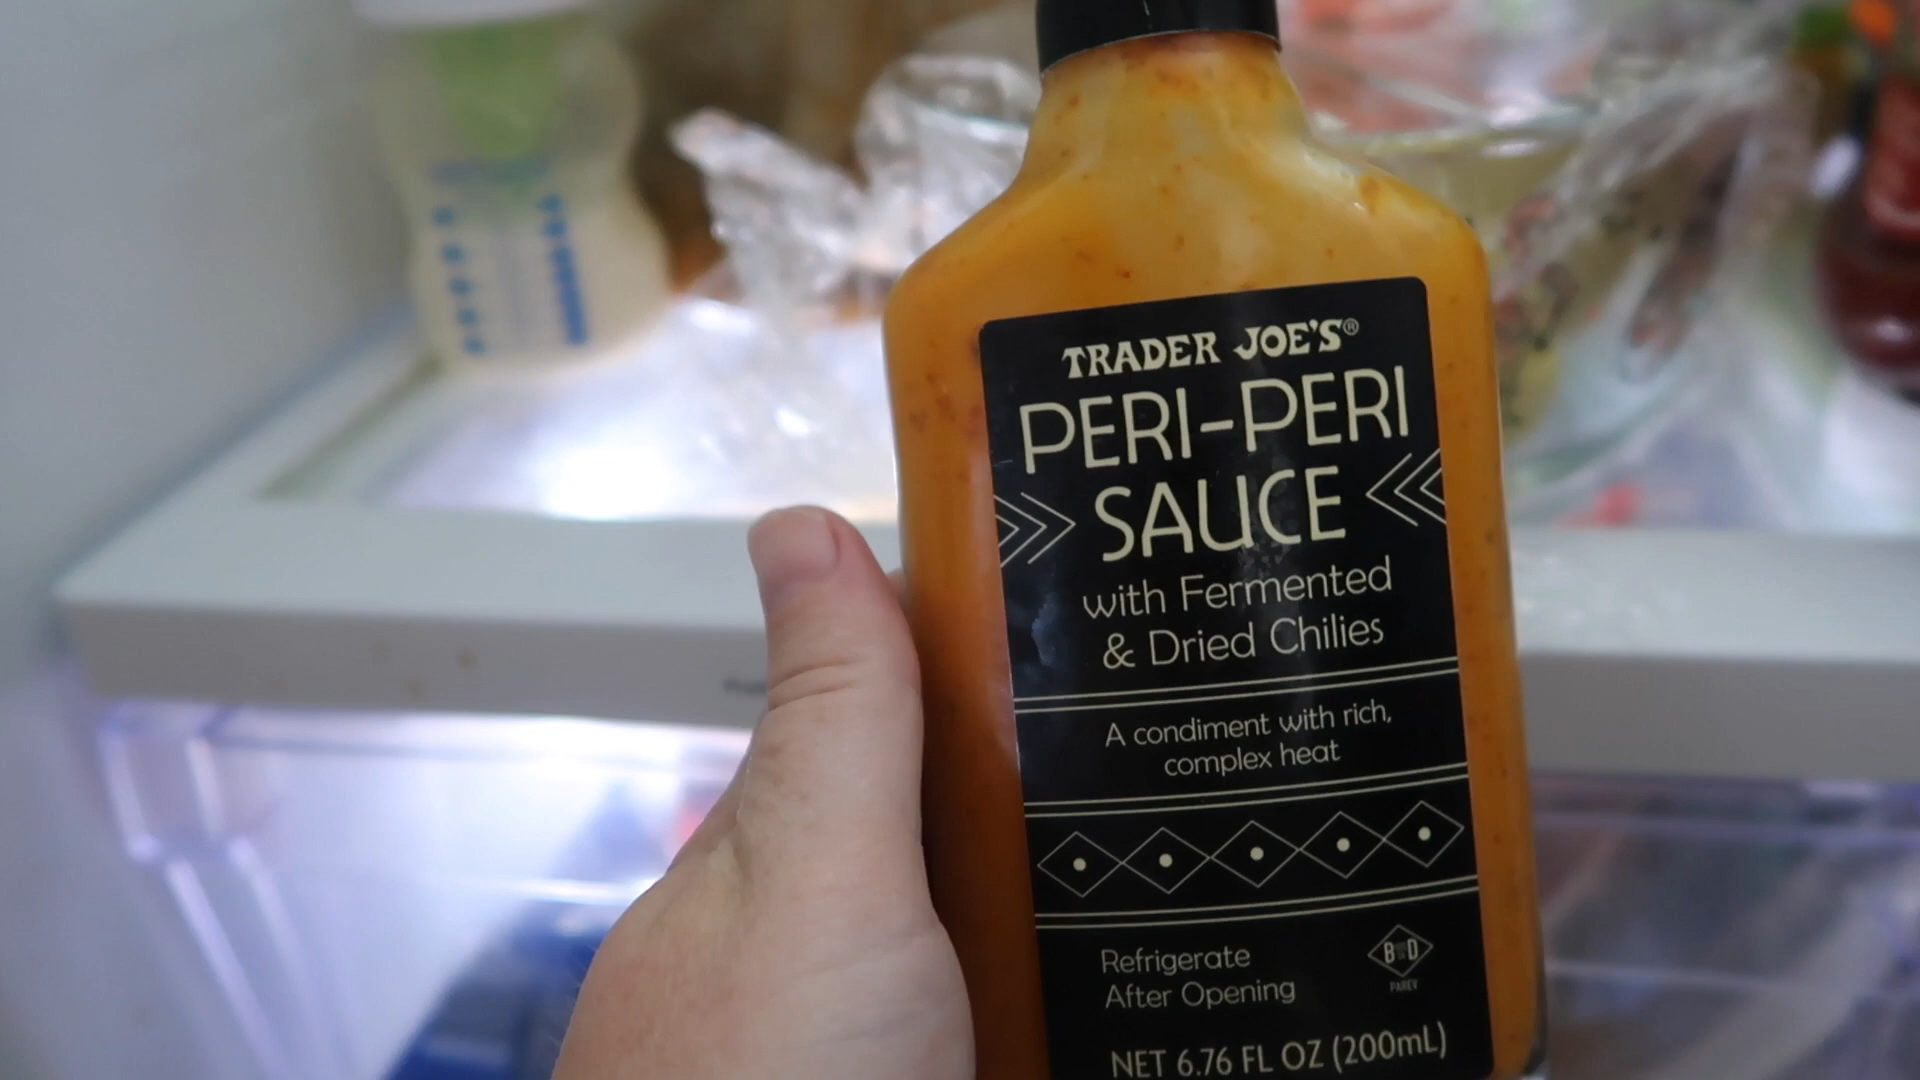 TRADER JOE'S®
PERI-PERI
SAUCE
with Fermented
& Dried Chilies
A condiment with rich,
complex heat
Refrigerate
After Opening
B D
PAREV
NET 6.76 FL OZ (200mL)